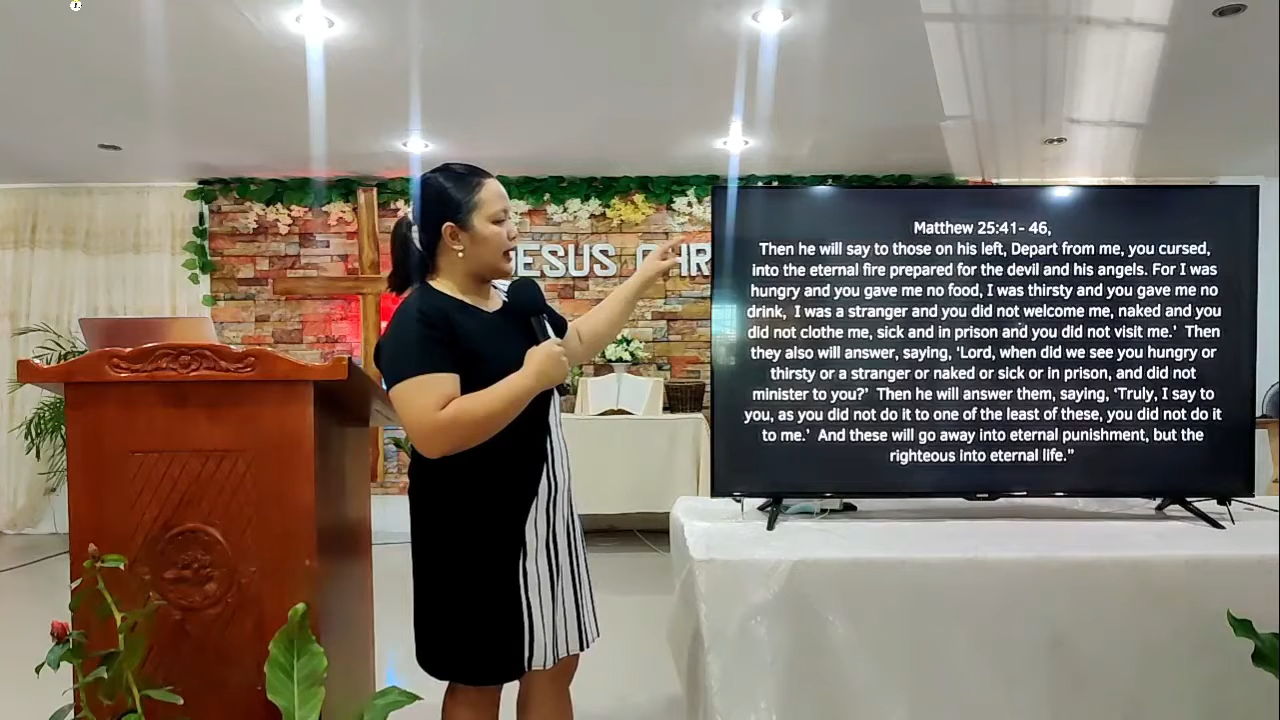 JESUS CHR
Matthew 25:41- 46,
Then he will say to those on his left, Depart from me, you cursed,
into the eternal fire prepared for the devil and his angels. For I was
hungry and you gave me no food, I was thirsty and you gave me no
drink, I was a stranger and you did not welcome me, naked and you
did not clothe me, sick and in prison and you did not visit me.' Then
they also will answer, saying, 'Lord, when did we see you hungry or
thirsty or a stranger or naked or sick or in prison, and did not
minister to you?' Then he will answer them, saying, 'Truly, I say to
you, as you did not do it to one of the least of these, you did not do it
to me.' And these will go away into eternal punishment, but the
righteous into eternal life."